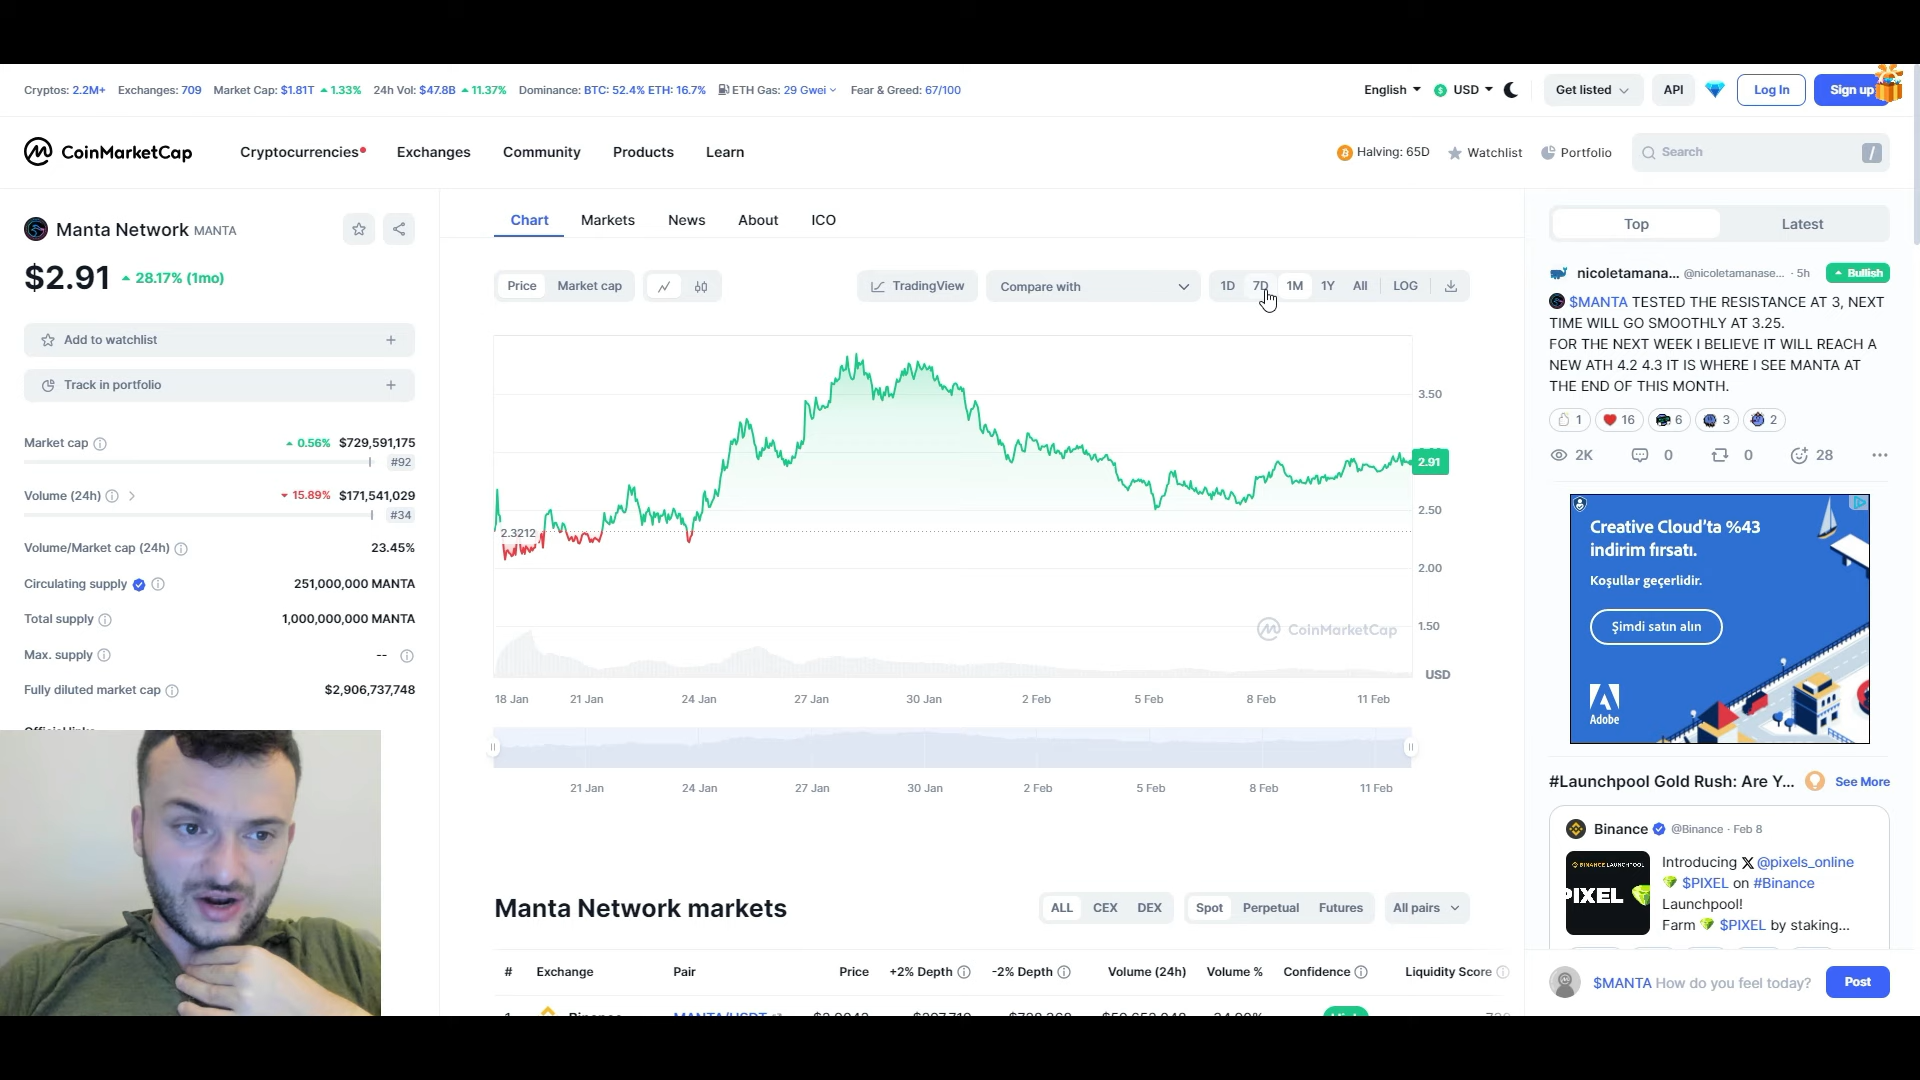 Cryptos: 2.2M+ Exchanges: 709 Market Cap: $1.81T 1.33% 24h Vol: $47.8B 11.37% Dominance: BTC: 52.4% ETH: 16.7% ETH Gas: 29 Gwei Fear & Greed: 67/100
English USD Get listed API Log In Sign up
CoinMarketCap Cryptocurrencies Exchanges Community Products Learn
Halving: 65D Watchlist Portfolio Search /
Manta Network MANTA
$2.91 28.17% (1mo)
Add to watchlist +
Track in portfolio +
Market cap 0.56% $729,591,175
#92
Volume (24h) 15.89% $171,541,029
#34
Volume/Market cap (24h) 23.45%
Circulating supply 251,000,000 MANTA
Total supply 1,000,000,000 MANTA
Max. supply --
Fully diluted market cap $2,906,737,748
Chart Markets News About ICO
Price Market cap TradingView Compare with 1D 7D 1M 1Y All LOG
3.50
2.91
2.50
2.3212
2.00
1.50
CoinMarketCap
USD
18 Jan 21 Jan 24 Jan 27 Jan 30 Jan 2 Feb 5 Feb 8 Feb 11 Feb
21 Jan 24 Jan 27 Jan 30 Jan 2 Feb 5 Feb 8 Feb 11 Feb
Manta Network markets
ALL CEX DEX Spot Perpetual Futures All pairs
# Exchange Pair Price +2% Depth -2% Depth Volume (24h) Volume % Confidence Liquidity Score
Top Latest
nicoletamana... @nicoletamanase... · 5h Bullish
$MANTA TESTED THE RESISTANCE AT 3, NEXT
TIME WILL GO SMOOTHLY AT 3.25.
FOR THE NEXT WEEK I BELIEVE IT WILL REACH A
NEW ATH 4.2 4.3 IT IS WHERE I SEE MANTA AT
THE END OF THIS MONTH.
1 16 6 3 2
2K 0 0 28
Creative Cloud'ta %43
indirim fırsatı.
Koşullar geçerlidir.
Şimdi satın alın
Adobe
#Launchpool Gold Rush: Are Y... See More
Binance @Binance · Feb 8
BINANCE LAUNCHPOOL
PIXEL
Introducing X @pixels_online
$PIXEL on #Binance
Launchpool!
Farm $PIXEL by staking...
$MANTA How do you feel today? Post